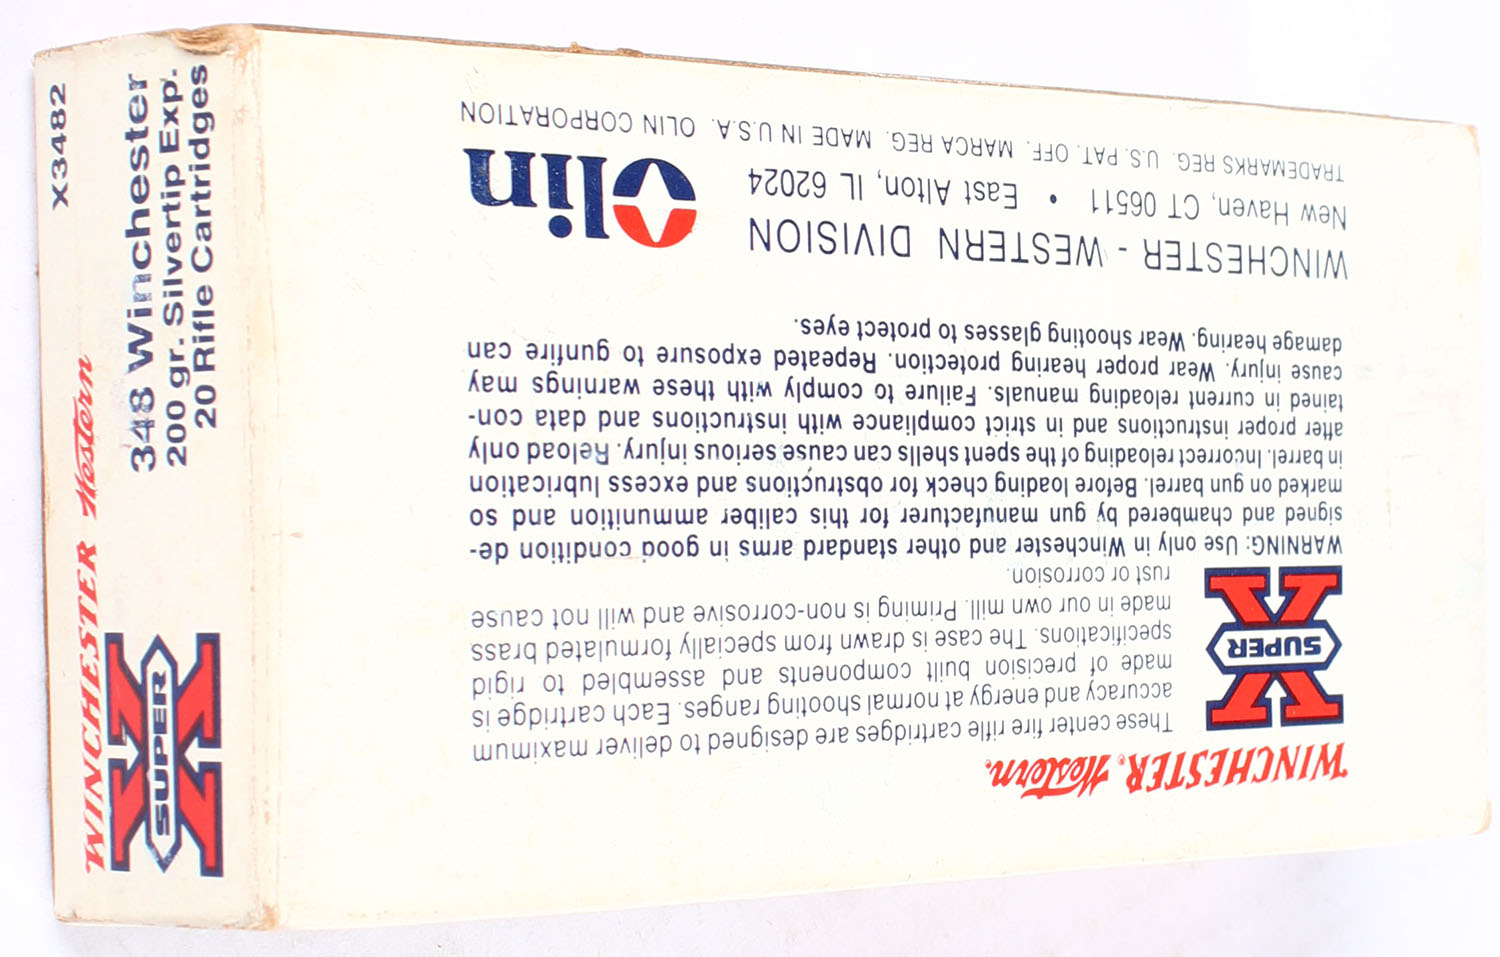 WINCHESTER Western
X3482
SUPER X
348 Winchester
200 gr. Silvertip Exp.
20 Rifle Cartridges
WINCHESTER. Western.
SUPER X
These center fire rifle cartridges are designed to deliver maximum
accuracy and energy at normal shooting ranges. Each cartridge is
made of precision built components and assembled to rigid
specifications. The case is drawn from specially formulated brass
made in our own mill. Priming is non-corrosive and will not cause
rust or corrosion.
WARNING: Use only in Winchester and other standard arms in good condition de-
signed and chambered by gun manufacturer for this caliber ammunition and so
marked on gun barrel. Before loading check for obstructions and excess lubrication
in barrel. Incorrect reloading of the spent shells can cause serious injury. Reload only
after proper instructions and in strict compliance with instructions and data con-
tained in current reloading manuals. Failure to comply with these warnings may
cause injury. Wear proper hearing protection. Repeated exposure to gunfire can
damage hearing. Wear shooting glasses to protect eyes.
WINCHESTER - WESTERN DIVISION
New Haven, CT 06511 • East Alton, IL 62024
Olin
TRADEMARKS REG. U.S. PAT. OFF. MARCA REG. MADE IN U.S.A. OLIN CORPORATION